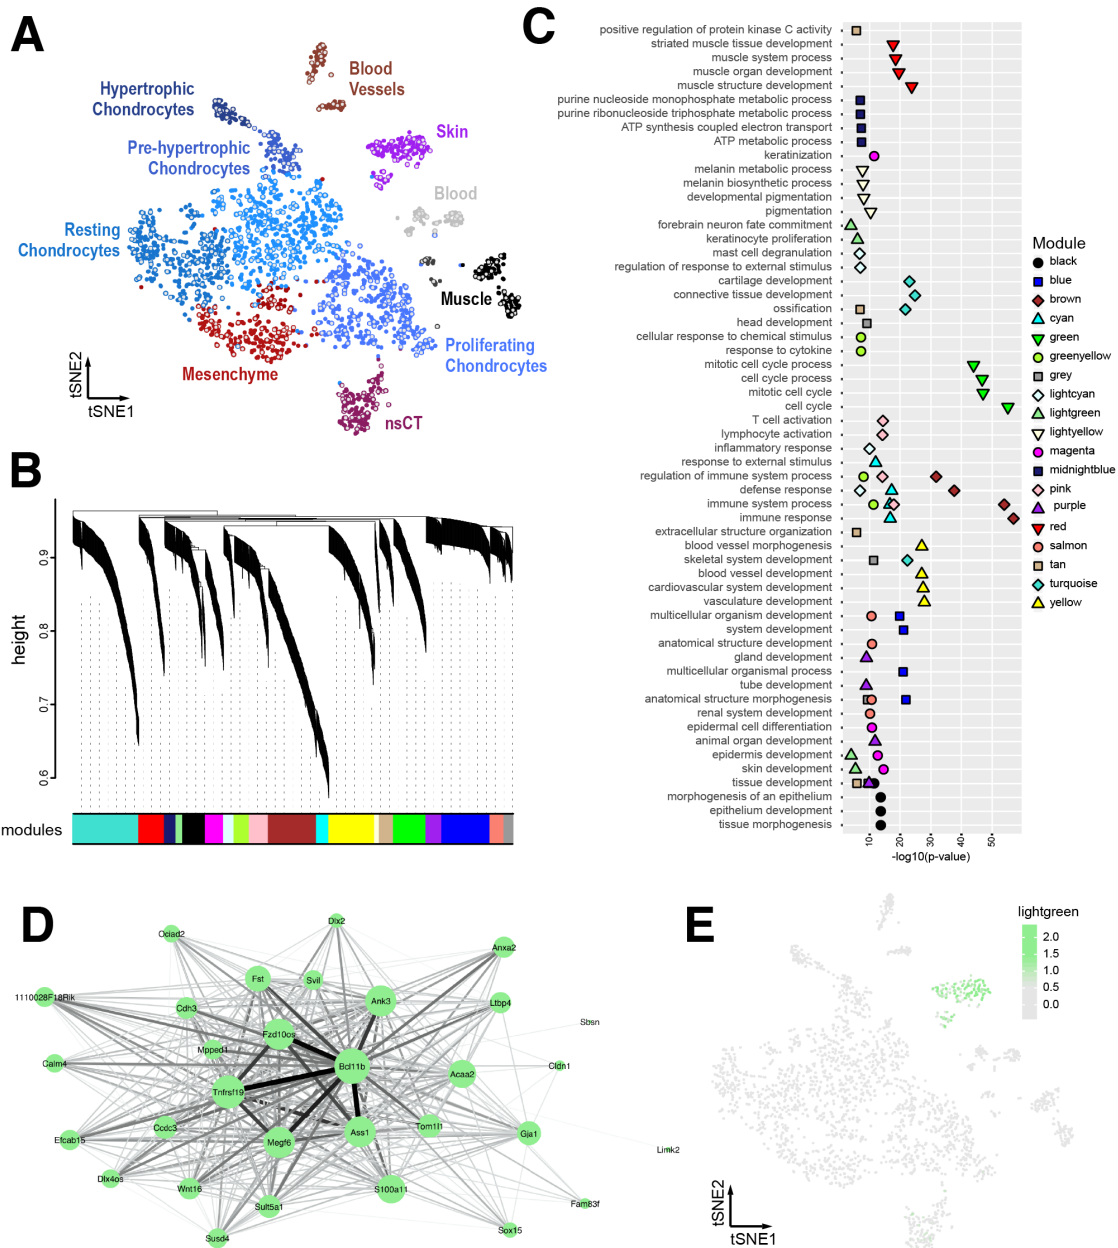 A
Blood
Vessels
Hypertrophic
Chondrocytes
Skin
Pre-hypertrophic
Chondrocytes
Blood
Resting
Chondrocytes
Muscle
Proliferating
Chondrocytes
Mesenchyme
nsCT
tSNE2
tSNE1
B
height
0.9
0.8
0.7
0.6
modules
C
positive regulation of protein kinase C activity
striated muscle tissue development
muscle system process
muscle organ development
muscle structure development
purine nucleoside monophosphate metabolic process
purine ribonucleoside triphosphate metabolic process
ATP synthesis coupled electron transport
ATP metabolic process
keratinization
melanin metabolic process
melanin biosynthetic process
developmental pigmentation
pigmentation
forebrain neuron fate commitment
keratinocyte proliferation
mast cell degranulation
regulation of response to external stimulus
cartilage development
connective tissue development
ossification
head development
cellular response to chemical stimulus
response to cytokine
mitotic cell cycle process
cell cycle process
mitotic cell cycle
cell cycle
T cell activation
lymphocyte activation
inflammatory response
response to external stimulus
regulation of immune system process
defense response
immune system process
immune response
extracellular structure organization
blood vessel morphogenesis
skeletal system development
blood vessel development
cardiovascular system development
vasculature development
multicellular organism development
system development
anatomical structure development
gland development
multicellular organismal process
tube development
anatomical structure morphogenesis
renal system development
epidermal cell differentiation
animal organ development
epidermis development
skin development
tissue development
morphogenesis of an epithelium
epithelium development
tissue morphogenesis
10
20
30
40
50
-log10(p-value)
Module
black
blue
brown
cyan
green
greenyellow
grey
lightcyan
lightgreen
lightyellow
magenta
midnightblue
pink
purple
red
salmon
tan
turquoise
yellow
D
Dlx2
Ociad2
Anxa2
Fst
Svil
1110028F18Rik
Cdh3
Ank3
Ltbp4
Sbsn
Fzd10os
Mpped1
Calm4
Bcl11b
Acaa2
Cldn1
Tnfrsf19
Ccdc3
Ass1
Tom1l1
Gja1
Efcab15
Megf6
Limk2
Dlx4os
Wnt16
S100a11
Sult5a1
Fam83f
Sox15
Susd4
E
lightgreen
2.0
1.5
1.0
0.5
0.0
tSNE2
tSNE1